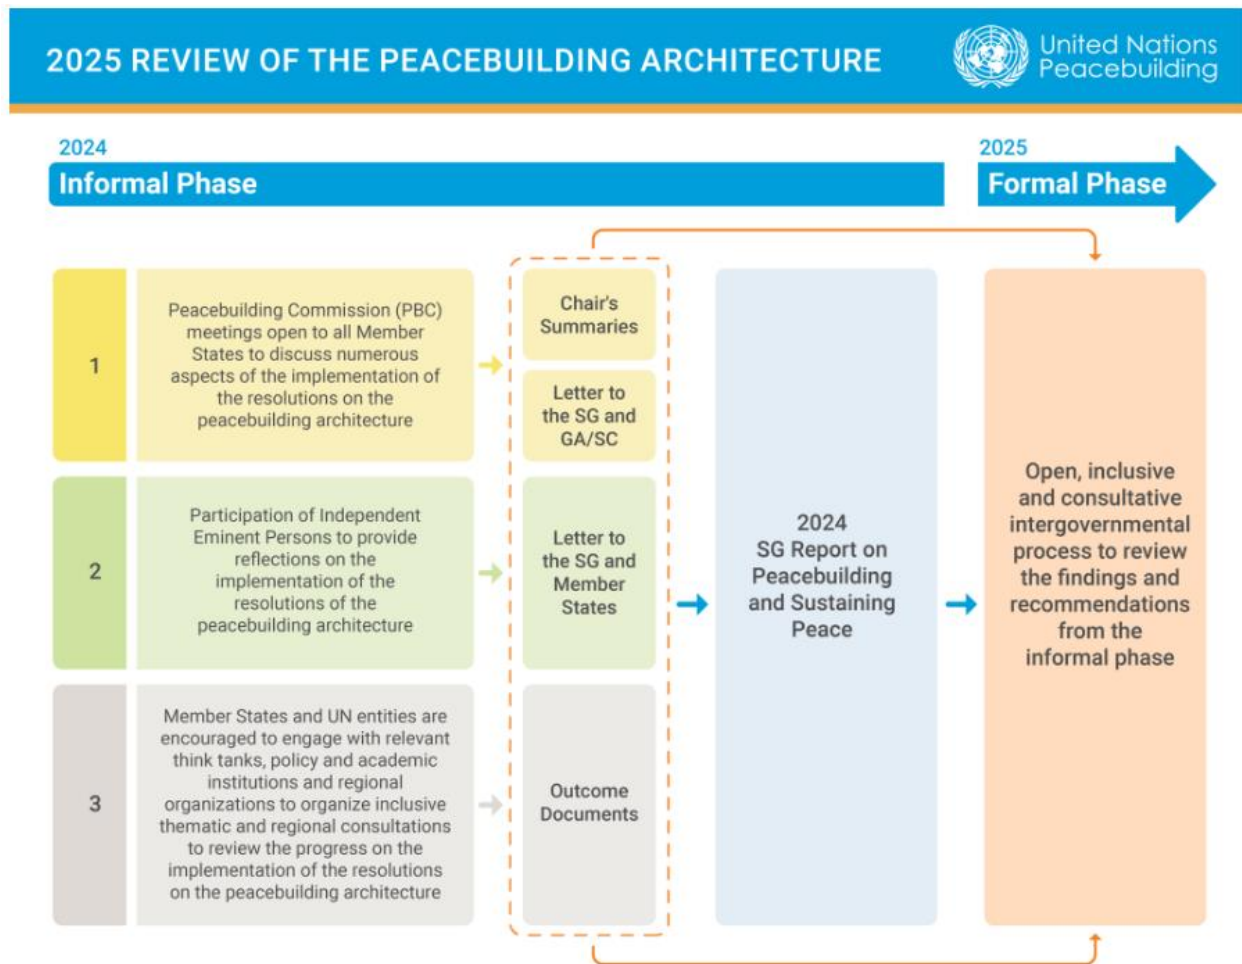 2025 REVIEW OF THE PEACEBUILDING ARCHITECTURE
United Nations
Peacebuilding
2024
Informal Phase
2025
Formal Phase
1
Peacebuilding Commission (PBC)
meetings open to all Member
States to discuss numerous
aspects of the implementation of
the resolutions on the
peacebuilding architecture
Chair's
Summaries
Letter to
the SG and
GA/SC
2
Participation of Independent
Eminent Persons to provide
reflections on the
implementation of the
resolutions of the
peacebuilding architecture
Letter to
the SG and
Member
States
3
Member States and UN entities are
encouraged to engage with relevant
think tanks, policy and academic
institutions and regional
organizations to organize inclusive
thematic and regional consultations
to review the progress on the
implementation of the resolutions
on the peacebuilding architecture
Outcome
Documents
2024
SG Report on
Peacebuilding
and Sustaining
Peace
Open, inclusive
and consultative
intergovernmental
process to review
the findings and
recommendations
from the
informal phase